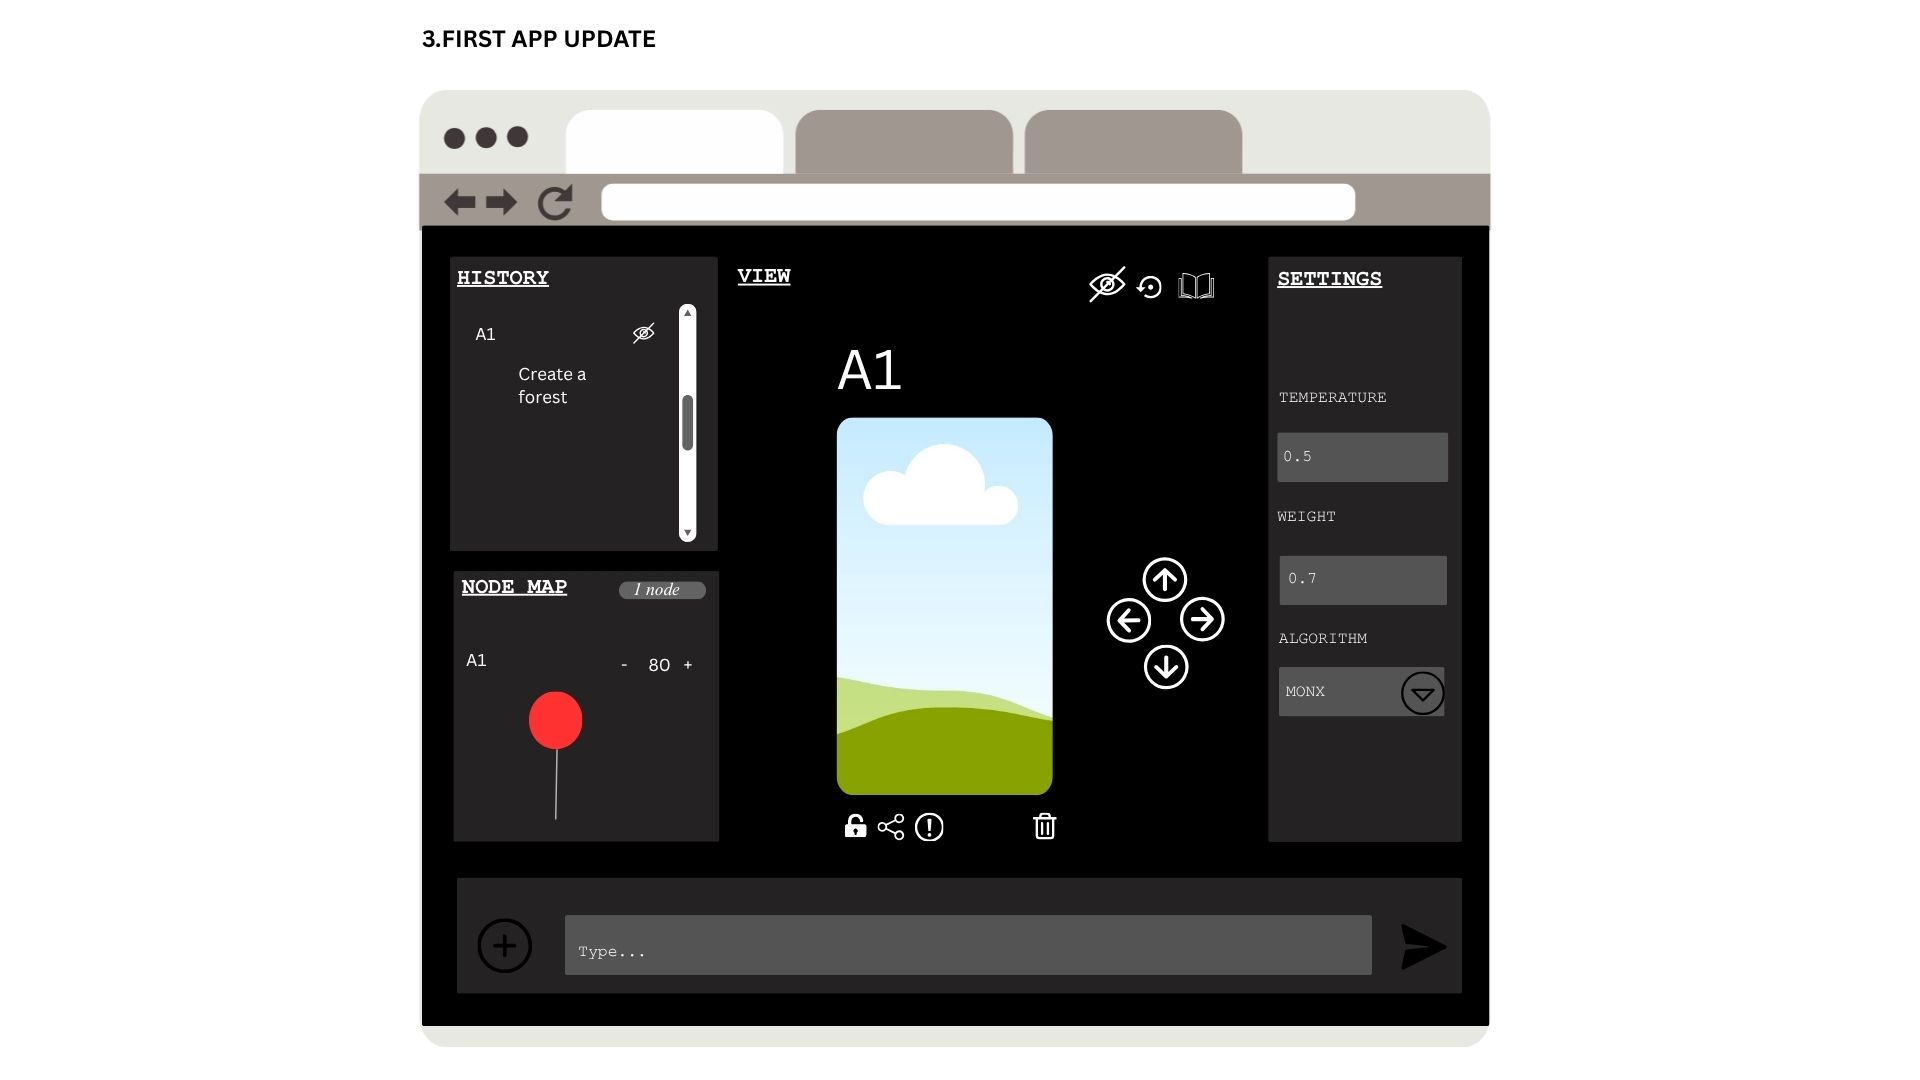 3.FIRST APP UPDATE
HISTORY
A1
Create a
forest
NODE MAP
1 node
A1
- 80 +
VIEW
A1
SETTINGS
TEMPERATURE
0.5
WEIGHT
0.7
ALGORITHM
MONX
Type...